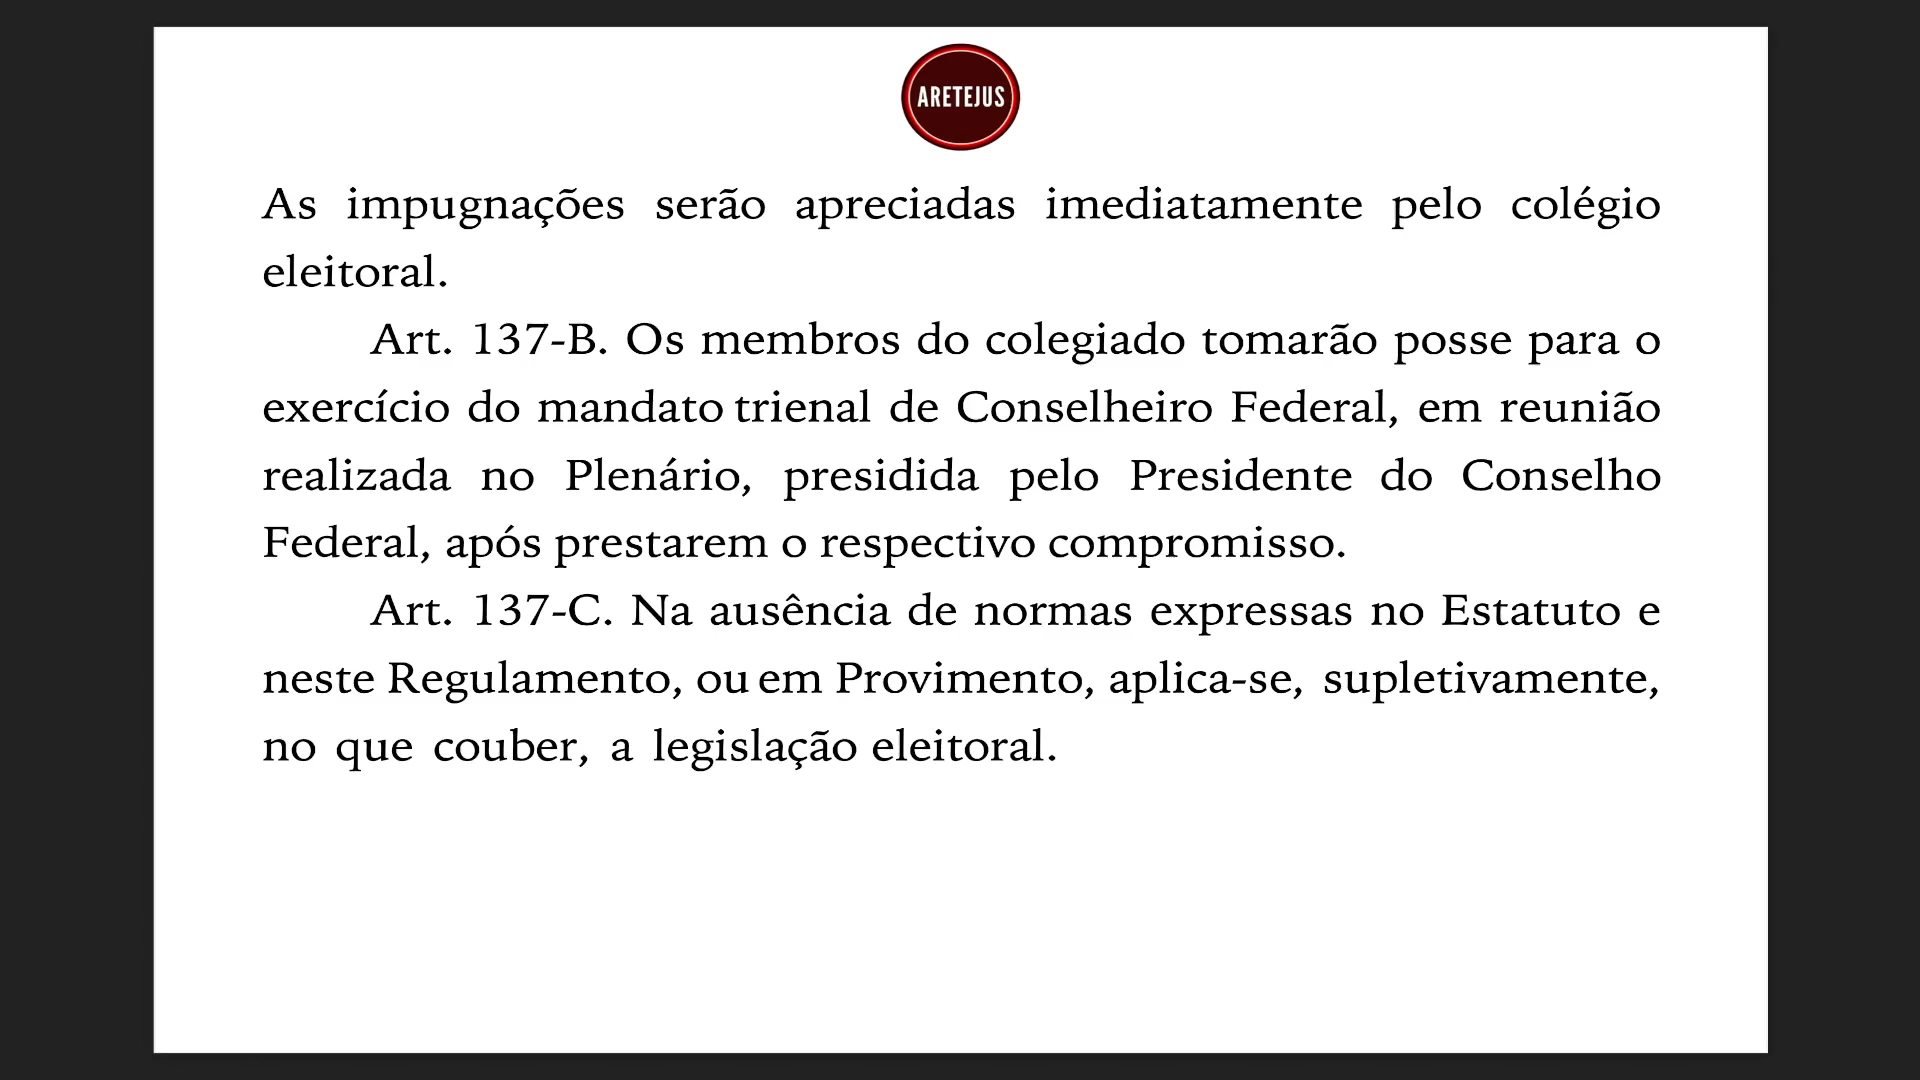 ARETEJUS
As impugnações serão apreciadas imediatamente pelo colégio
eleitoral.
Art. 137-B. Os membros do colegiado tomarão posse para o
exercício do mandato trienal de Conselheiro Federal, em reunião
realizada no Plenário, presidida pelo Presidente do Conselho
Federal, após prestarem o respectivo compromisso.
Art. 137-C. Na ausência de normas expressas no Estatuto e
neste Regulamento, ou em Provimento, aplica-se, supletivamente,
no que couber, a legislação eleitoral.